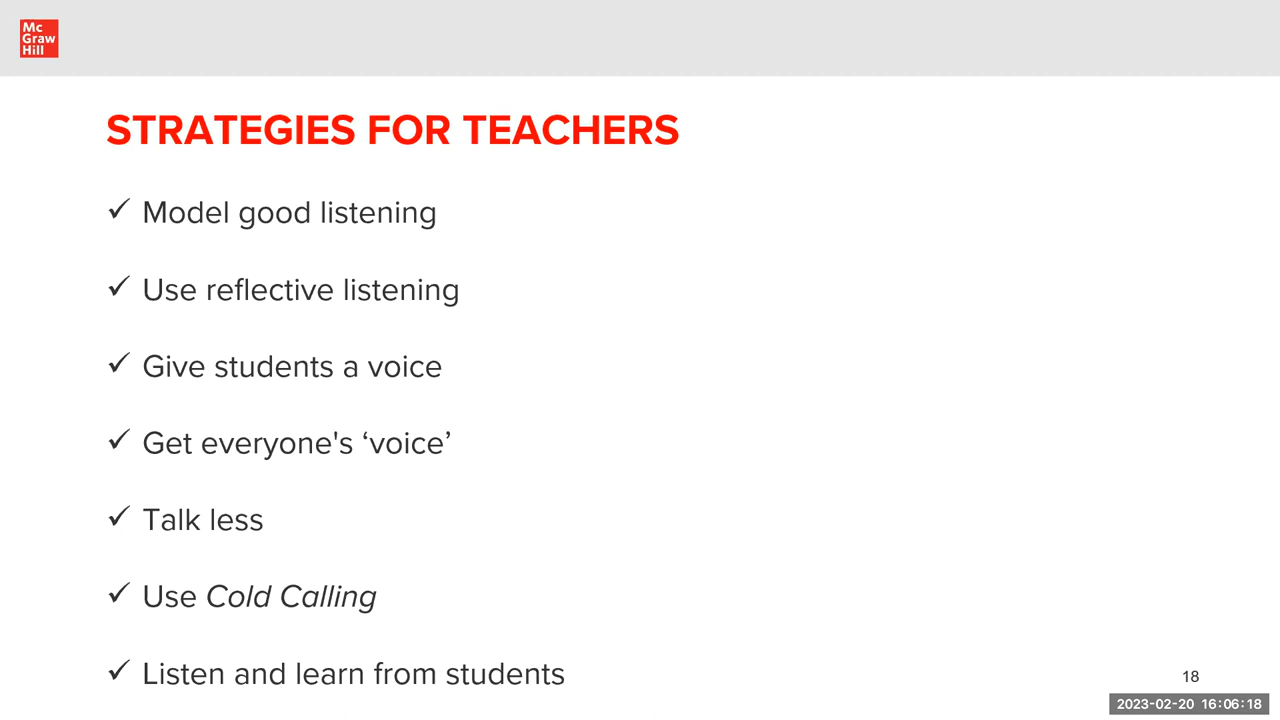 Mc
Graw
Hill
STRATEGIES FOR TEACHERS
✓ Model good listening
✓ Use reflective listening
✓ Give students a voice
✓ Get everyone's ‘voice’
✓ Talk less
✓ Use Cold Calling
✓ Listen and learn from students
18
2023-02-20 16:06:18